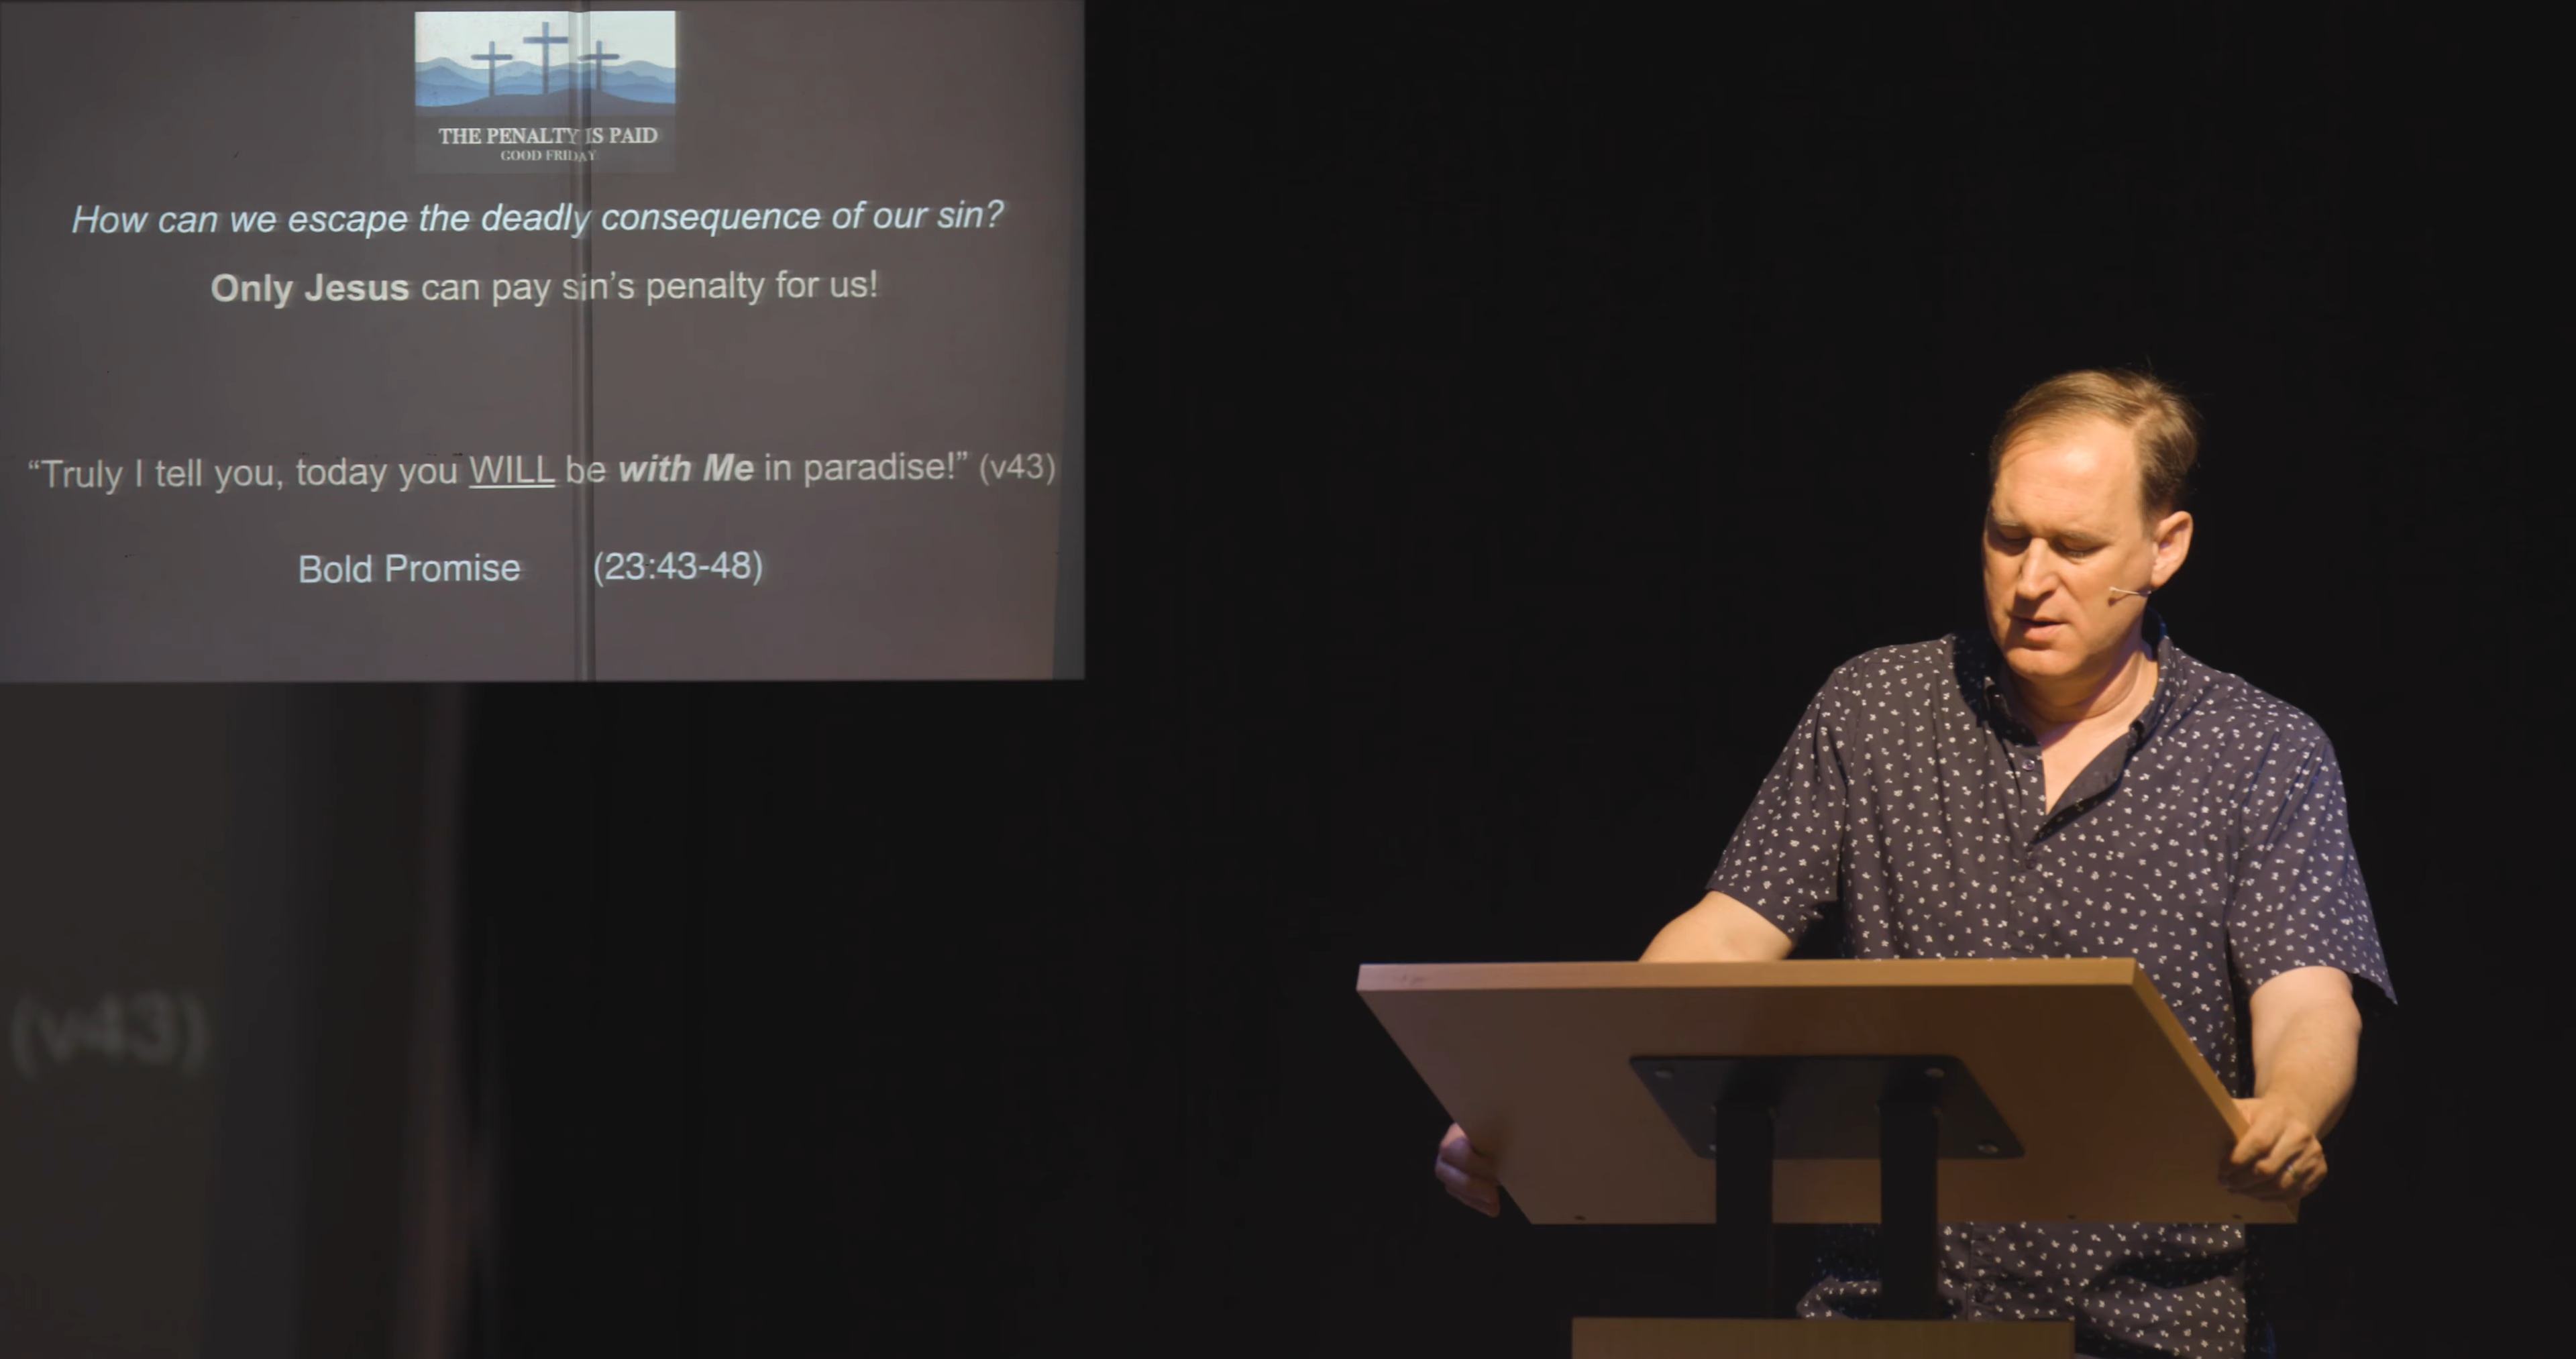 THE PENALTY IS PAID
GOOD FRIDAY
How can we escape the deadly consequence of our sin?
Only Jesus can pay sin’s penalty for us!
“Truly I tell you, today you WILL be with Me in paradise!” (v43)
Bold Promise (23:43-48)
(v43)